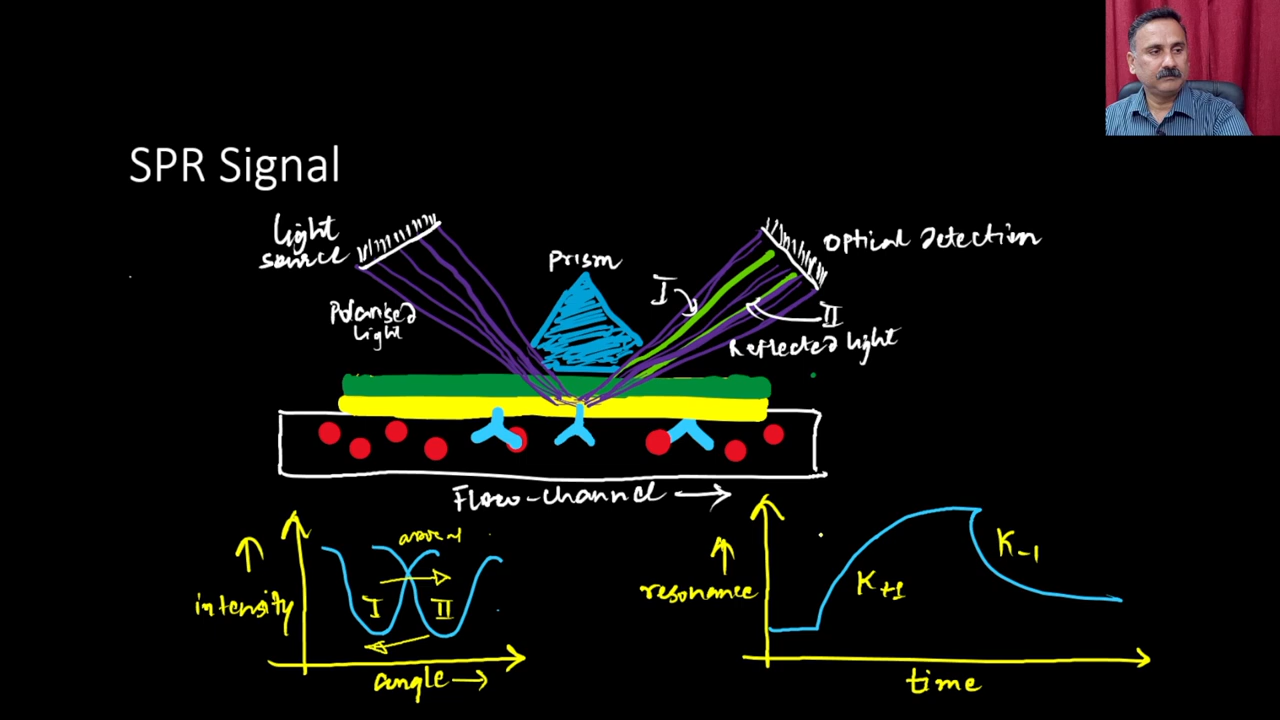 SPR Signal
Light
source
Polarised
light
Prism
I
Optical Detection
II
Reflected light
Flow-channel →
↑
intensity
I
II
angle →
↑
resonance
K+1
K-1
time